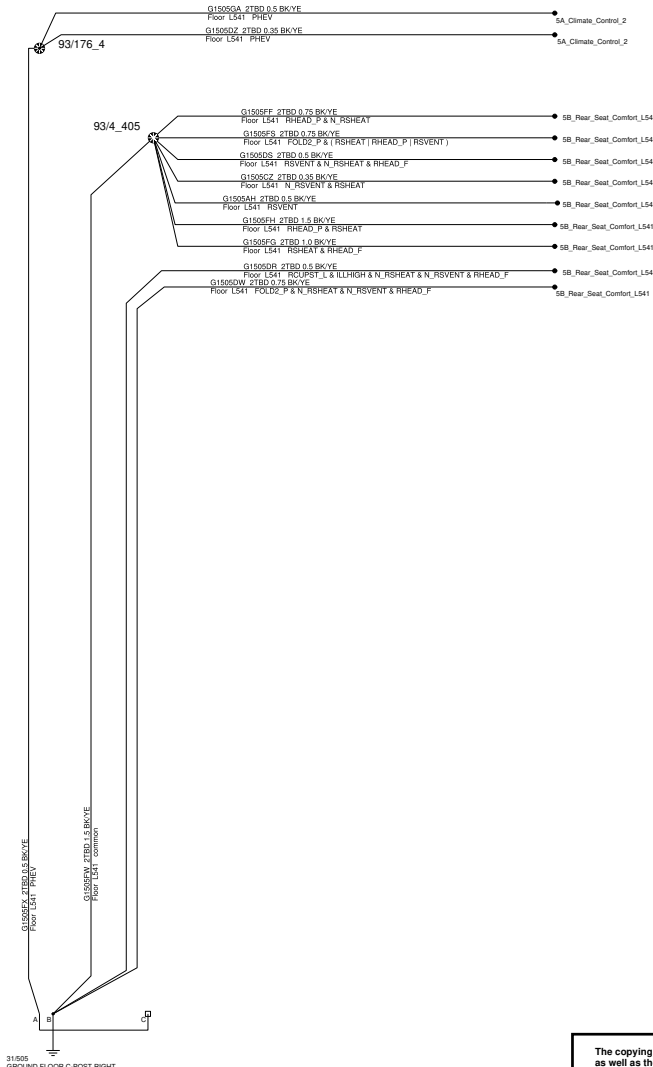 G1505GA 2TBD 0.5 BK/YE
Floor L541 PHEV
5A_Climate_Control_2
G1505DZ 2TBD 0.35 BK/YE
Floor L541 PHEV
5A_Climate_Control_2
93/176_4
93/4_405
G1505FF 2TBD 0.75 BK/YE
Floor L541 RHEAD_P & N_RSHEAT
5B_Rear_Seat_Comfort_L54
G1505FS 2TBD 0.75 BK/YE
Floor L541 FOLD2_P & ( RSHEAT | RHEAD_P | RSVENT )
5B_Rear_Seat_Comfort_L54
G1505DS 2TBD 0.5 BK/YE
Floor L541 RSVENT & N_RSHEAT & RHEAD_F
5B_Rear_Seat_Comfort_L54
G1505CZ 2TBD 0.35 BK/YE
Floor L541 N_RSVENT & RSHEAT
5B_Rear_Seat_Comfort_L54
G1505AH 2TBD 0.5 BK/YE
Floor L541 RSVENT
5B_Rear_Seat_Comfort_L54
G1505FH 2TBD 1.5 BK/YE
Floor L541 RHEAD_P & RSHEAT
5B_Rear_Seat_Comfort_L541
G1505FG 2TBD 1.0 BK/YE
Floor L541 RSHEAT & RHEAD_F
5B_Rear_Seat_Comfort_L541
G1505DR 2TBD 0.5 BK/YE
Floor L541 RCUPST_L & ILLHIGH & N_RSHEAT & N_RSVENT & RHEAD_F
5B_Rear_Seat_Comfort_L54
G1505DW 2TBD 0.75 BK/YE
Floor L541 FOLD2_P & N_RSHEAT & N_RSVENT & RHEAD_F
5B_Rear_Seat_Comfort_L541
G1505FX 2TBD 0.5 BK/YE
Floor L541 PHEV
G1505FW 2TBD 1.5 BK/YE
Floor L541 common
A B C
31/505
GROUND FLOOR C-POST RIGHT
The copying
as well as th